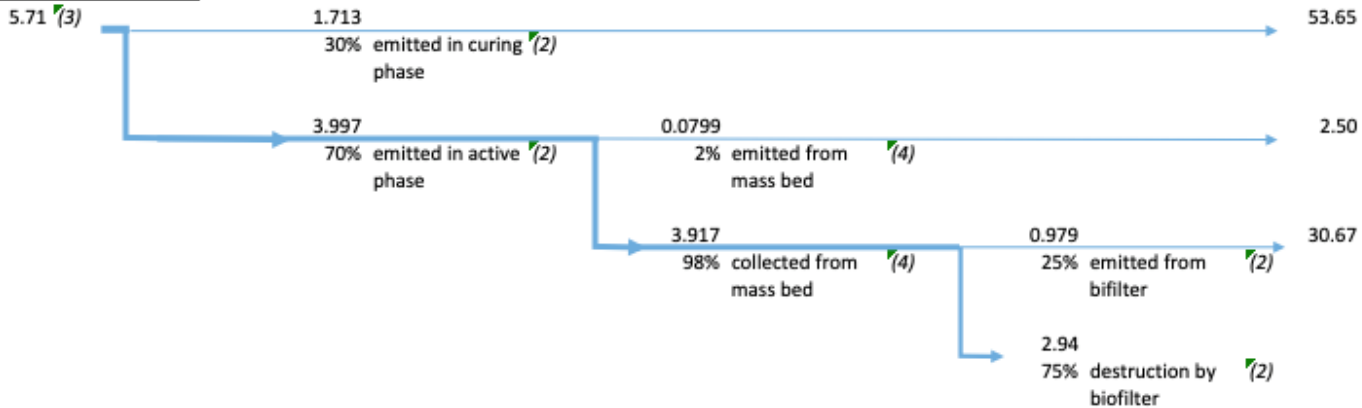 5.71 (3) 1.713 53.65
30% emitted in curing (2)
phase
3.997 0.0799 2.50
70% emitted in active (2) 2% emitted from (4)
phase mass bed
3.917 0.979 30.67
98% collected from (4) 25% emitted from (2)
mass bed bifilter
2.94
75% destruction by (2)
biofilter